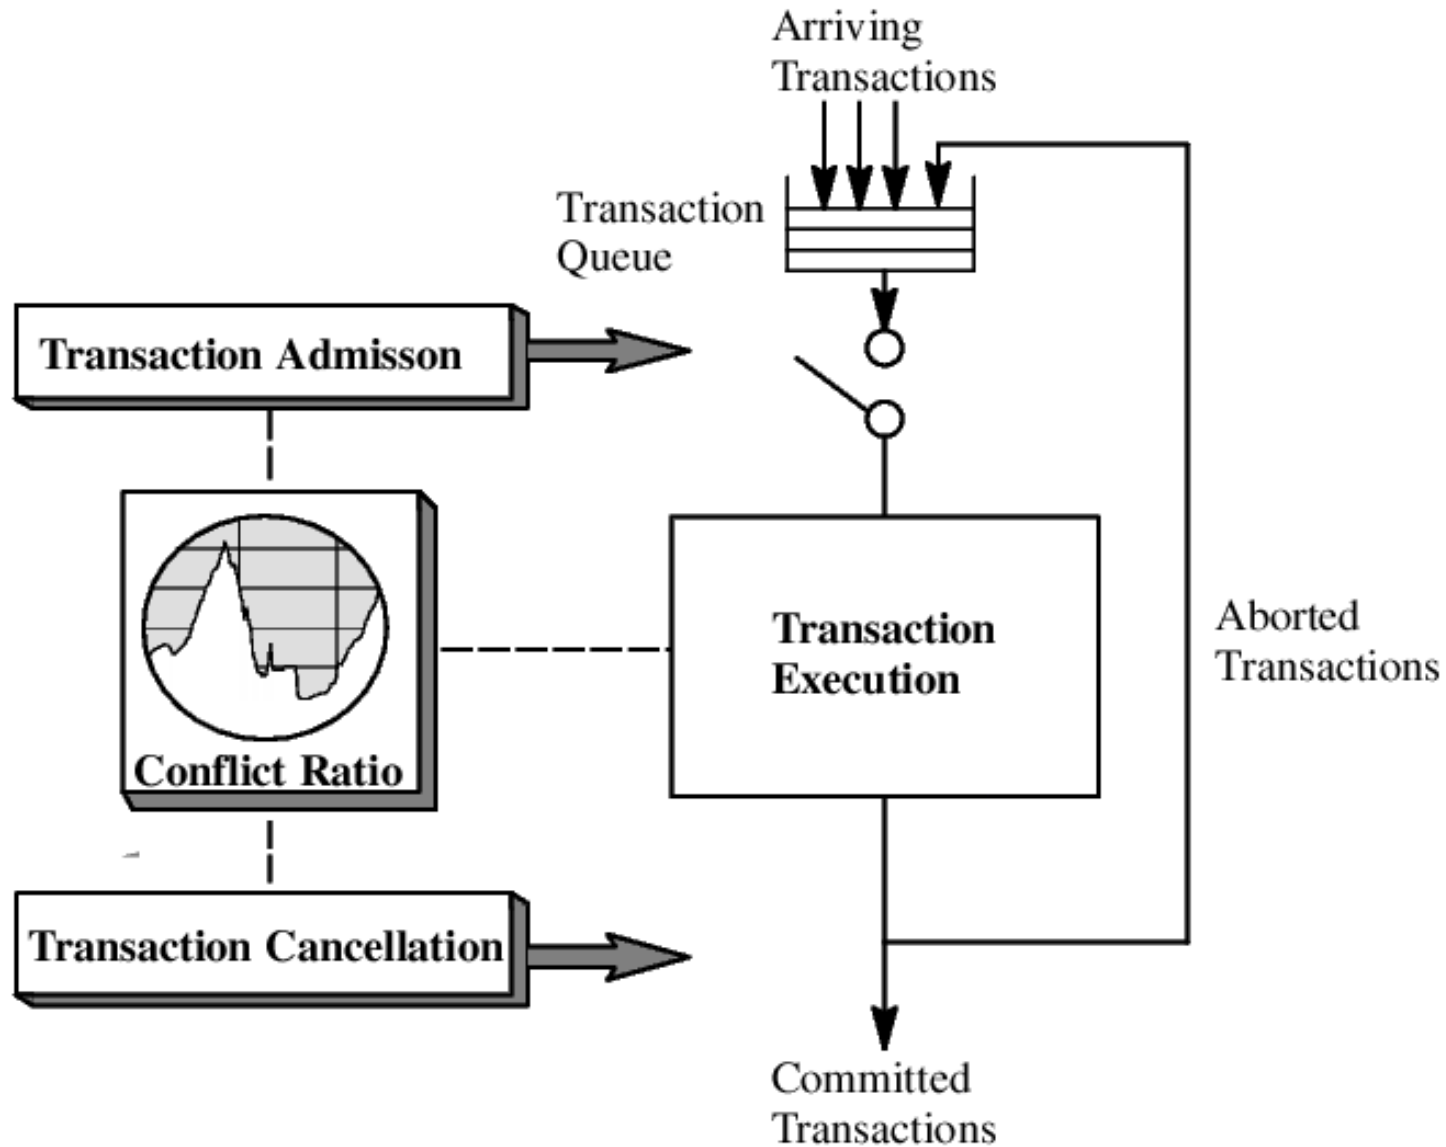 Arriving
Transactions
Transaction
Queue
Transaction Admisson
Transaction
Execution
Aborted
Transactions
Conflict Ratio
Transaction Cancellation
Committed
Transactions